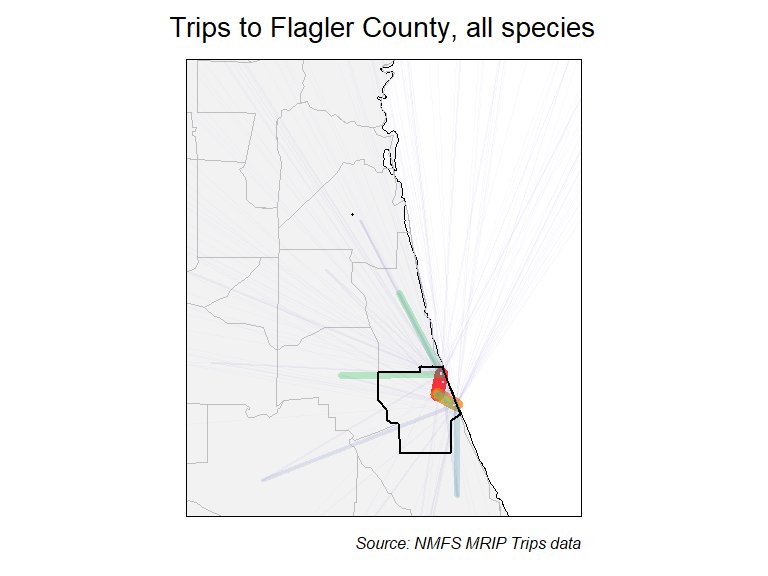 Trips to Flagler County, all species
Source: NMFS MRIP Trips data